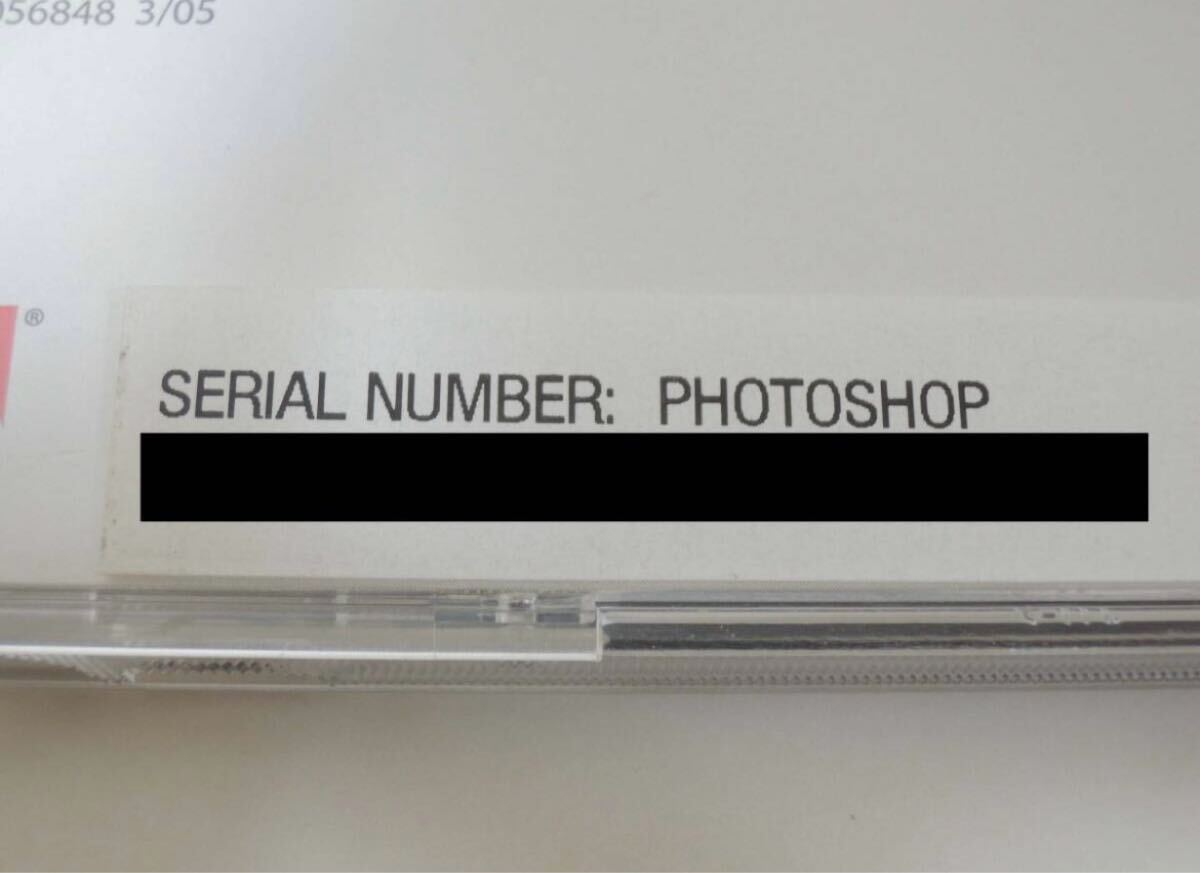 056848 3/05
®
SERIAL NUMBER: PHOTOSHOP